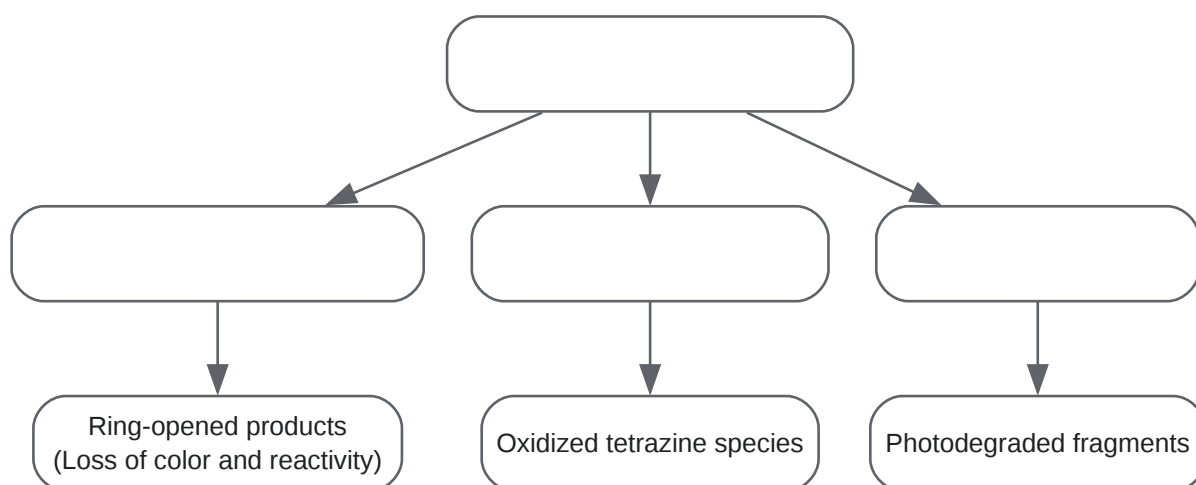 Ring-opened products
(Loss of color and reactivity)
Oxidized tetrazine species
Photodegraded fragments